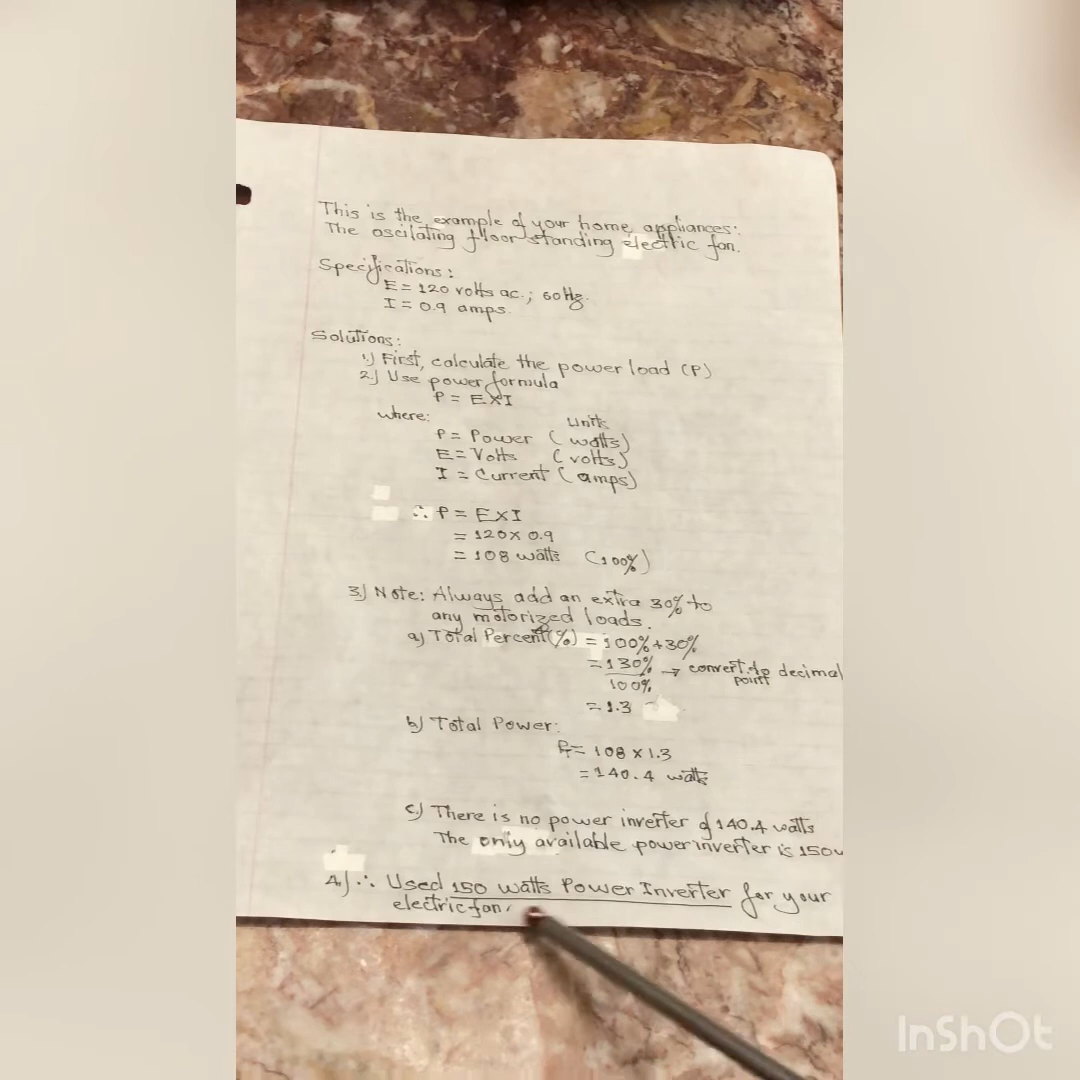 This is the example of your home appliances:
The oscilating floor standing electric fan.
Specifications:
E = 120 volts ac.; 60Hz.
I = 0.9 amps.
Solutions:
1.) First, calculate the power load (P)
2.) Use power formula
P = EXI
where: Units
P = Power (watts)
E = Volts (volts)
I = Current (amps)
∴ P = EXI
= 120 x 0.9
= 108 watts (100%)
3.) Note: Always add an extra 30% to
any motorized loads.
a) Total Percent (%) = 100% + 30%
= 130% → convert to decimal
100% point
= 1.3
b) Total Power:
PT = 108 x 1.3
= 140.4 watts
c.) There is no power inverter of 140.4 watts
The only available power inverter is 150w
4.) ∴ Used 150 watts Power Inverter for your
electric fan.
InShOt